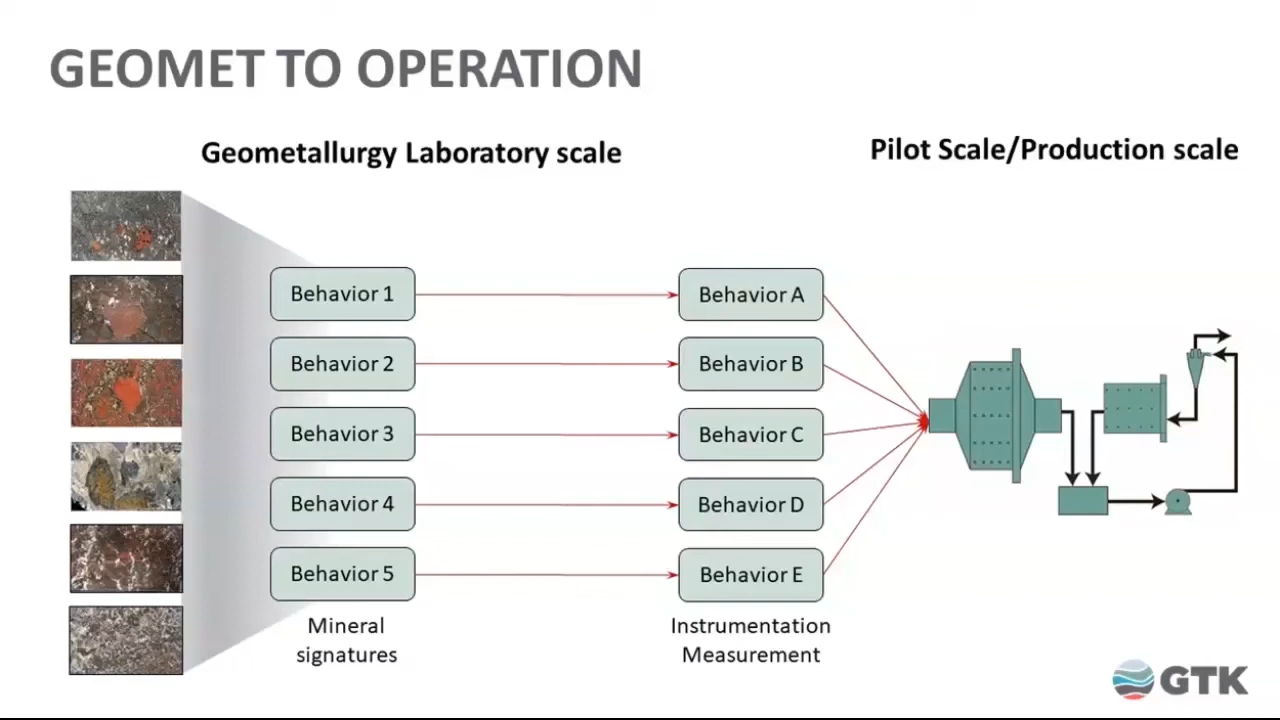 GEOMET TO OPERATION
Geometallurgy Laboratory scale
Pilot Scale/Production scale
Behavior 1
Behavior A
Behavior 2
Behavior B
Behavior 3
Behavior C
Behavior 4
Behavior D
Behavior 5
Behavior E
Mineral
signatures
Instrumentation
Measurement
GTK